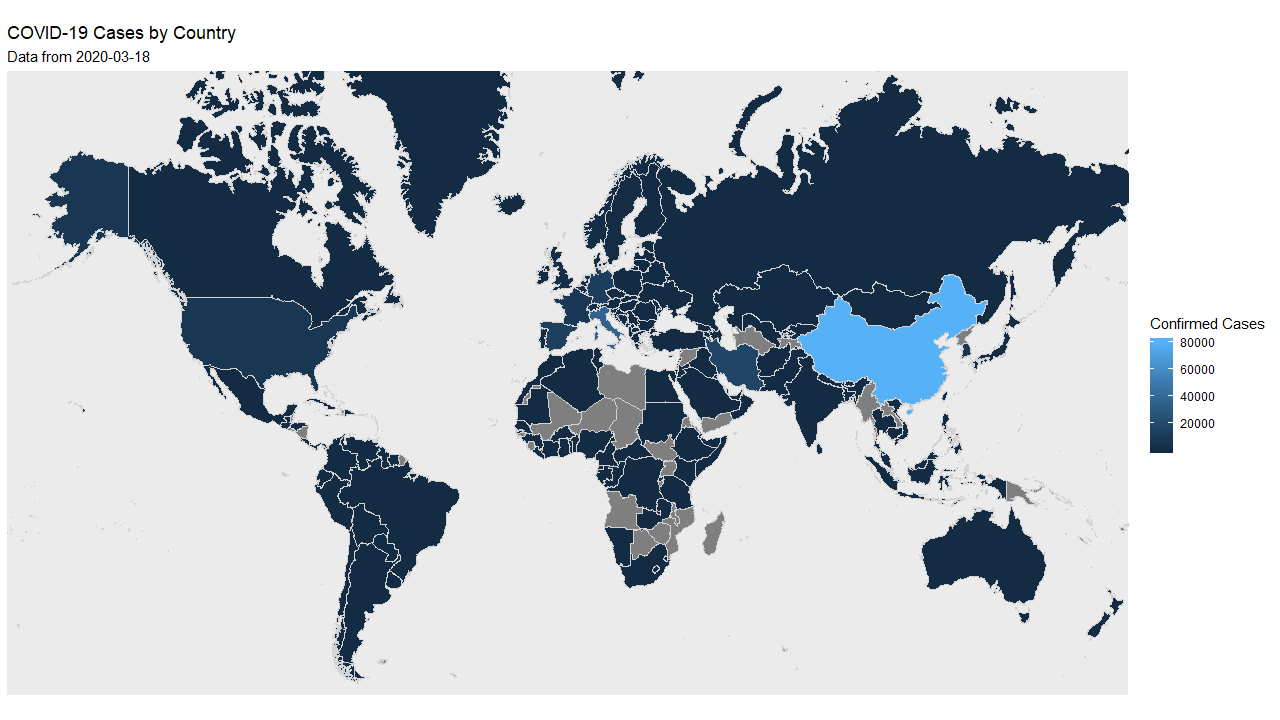 COVID-19 Cases by Country
Data from 2020-03-18
Confirmed Cases
80000
60000
40000
20000